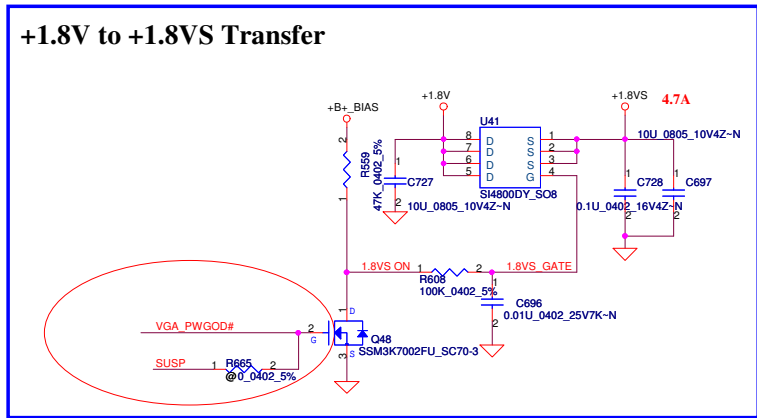 +1.8V to +1.8VS Transfer
+1.8V
+1.8VS
4.7A
+B+_BIAS
U41
2
R559
47K_0402_5%
1
1
C727
2
10U_0805_10V4Z~N
8
7
6
5
D
D
D
D
S
S
S
G
1
2
3
4
SI4800DY_SO8
10U_0805_10V4Z~N
1
C728
2
1
C697
2
0.1U_0402_16V4Z~N
1.8VS ON
1
2
R608
100K_0402_5%
1.8VS_GATE
1
C696
2
0.01U_0402_25V7K~N
VGA_PWGOD#
2
G
1
D
3
S
Q48
SSM3K7002FU_SC70-3
SUSP
1
R665
2
@0_0402_5%